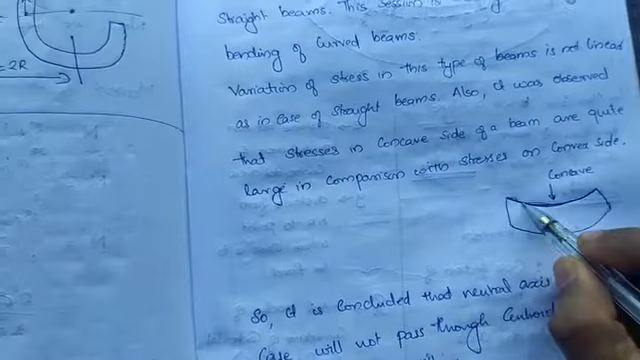 = 2R
straight beams. This session is
bending of Curved beams.
Variation of stress in this type of beams is not linear
as in case of straight beams. Also, it was observed
that stresses in concave side of a beam are quite
large in comparison with stresses on Convex side.
Concave
So, it is concluded that neutral axis
Case will not pass through Centroid